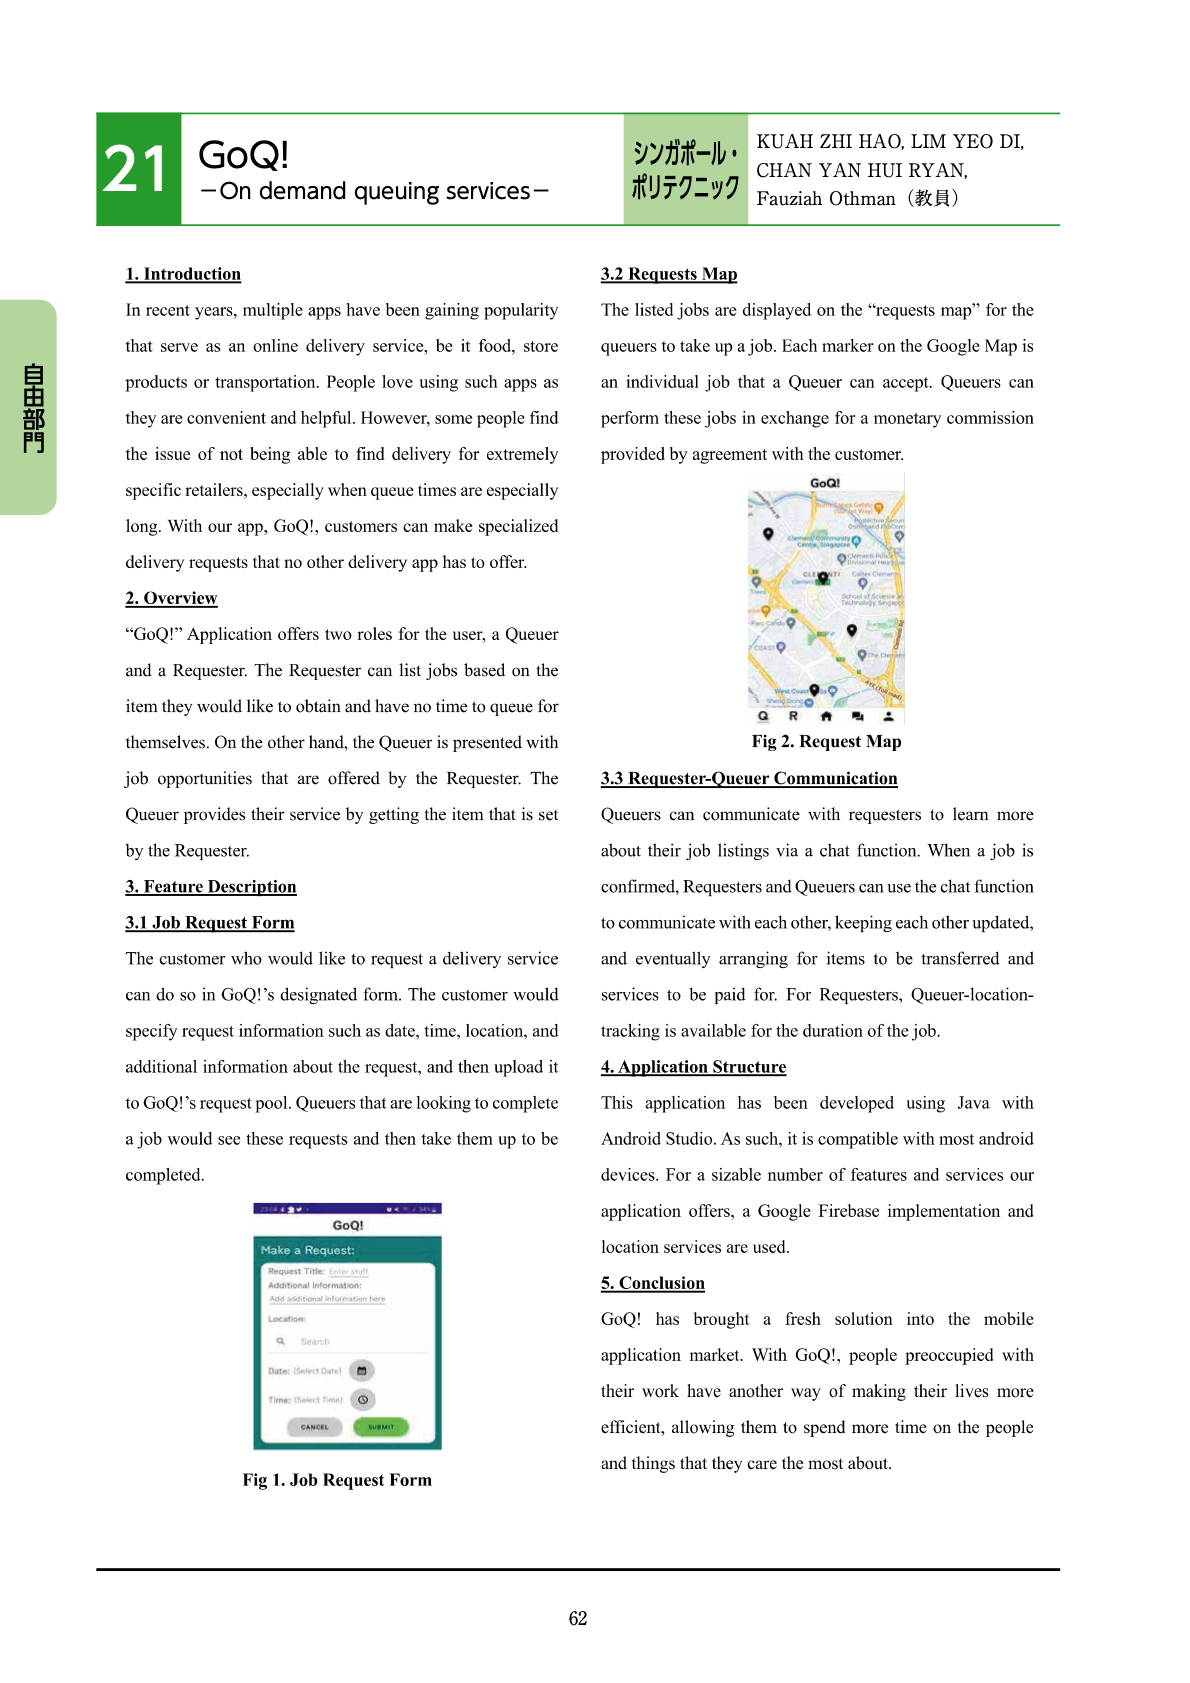 21
GoQ!
－On demand queuing services－
シンガポール・
ポリテクニック
KUAH ZHI HAO, LIM YEO DI,
CHAN YAN HUI RYAN,
Fauziah Othman（教員）
自由部門
1. Introduction
In recent years, multiple apps have been gaining popularity
that serve as an online delivery service, be it food, store
products or transportation. People love using such apps as
they are convenient and helpful. However, some people find
the issue of not being able to find delivery for extremely
specific retailers, especially when queue times are especially
long. With our app, GoQ!, customers can make specialized
delivery requests that no other delivery app has to offer.
2. Overview
“GoQ!” Application offers two roles for the user, a Queuer
and a Requester. The Requester can list jobs based on the
item they would like to obtain and have no time to queue for
themselves. On the other hand, the Queuer is presented with
job opportunities that are offered by the Requester. The
Queuer provides their service by getting the item that is set
by the Requester.
3. Feature Description
3.1 Job Request Form
The customer who would like to request a delivery service
can do so in GoQ!’s designated form. The customer would
specify request information such as date, time, location, and
additional information about the request, and then upload it
to GoQ!’s request pool. Queuers that are looking to complete
a job would see these requests and then take them up to be
completed.
GoQ!
Make a Request:
Request Title: Enter stuff
Additional Information:
Add additional information here
Location:
Search
Date: (Select Date)
Time: (Select Time)
CANCEL SUBMIT
Fig 1. Job Request Form
3.2 Requests Map
The listed jobs are displayed on the “requests map” for the
queuers to take up a job. Each marker on the Google Map is
an individual job that a Queuer can accept. Queuers can
perform these jobs in exchange for a monetary commission
provided by agreement with the customer.
GoQ!
Clementi Community
Centre, Singapore
Clementi Police
Divisional
School of Science
Technology,
West Coast
Q R
Fig 2. Request Map
3.3 Requester-Queuer Communication
Queuers can communicate with requesters to learn more
about their job listings via a chat function. When a job is
confirmed, Requesters and Queuers can use the chat function
to communicate with each other, keeping each other updated,
and eventually arranging for items to be transferred and
services to be paid for. For Requesters, Queuer-location-
tracking is available for the duration of the job.
4. Application Structure
This application has been developed using Java with
Android Studio. As such, it is compatible with most android
devices. For a sizable number of features and services our
application offers, a Google Firebase implementation and
location services are used.
5. Conclusion
GoQ! has brought a fresh solution into the mobile
application market. With GoQ!, people preoccupied with
their work have another way of making their lives more
efficient, allowing them to spend more time on the people
and things that they care the most about.
62